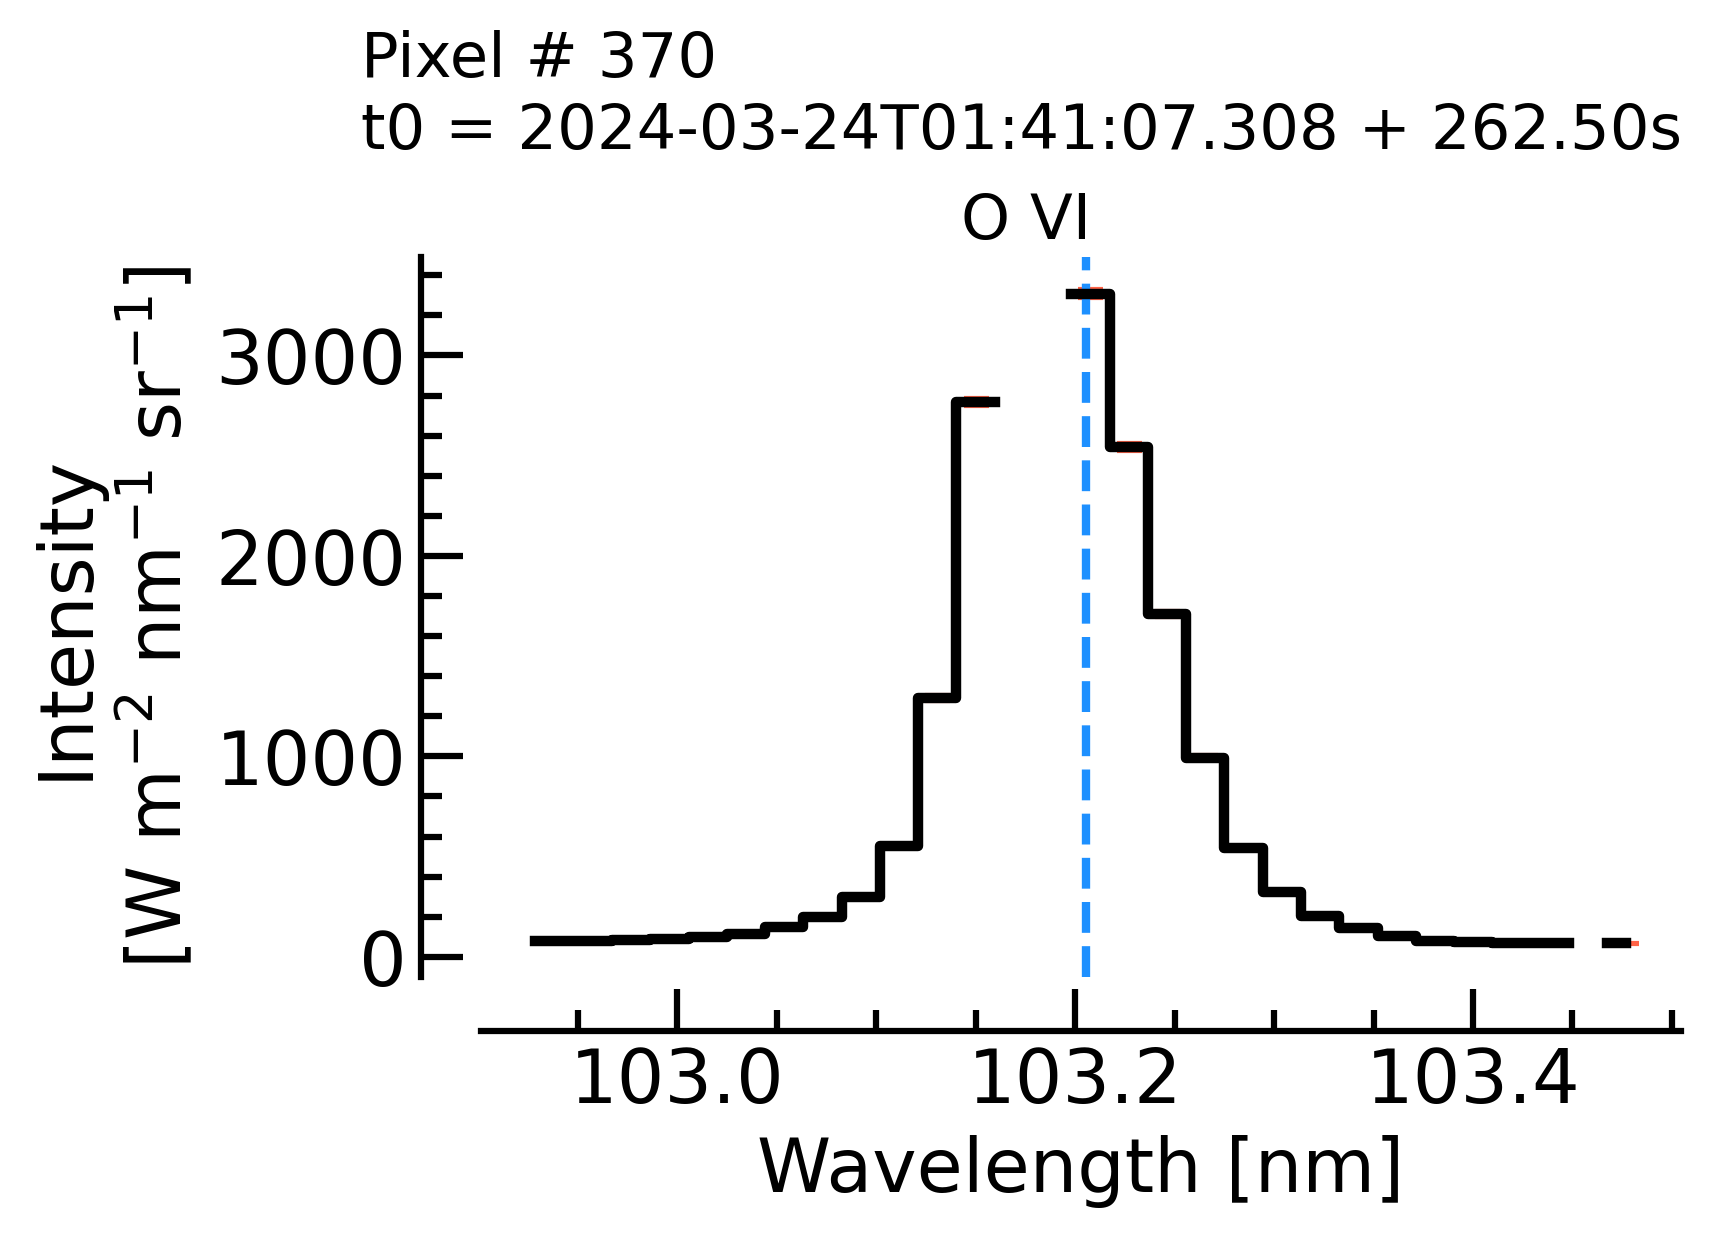 Pixel # 370
t0 = 2024-03-24T01:41:07.308 + 262.50s
O VI
Intensity
[W m⁻² nm⁻¹ sr⁻¹]
3000
2000
1000
0
103.0 103.2 103.4
Wavelength [nm]